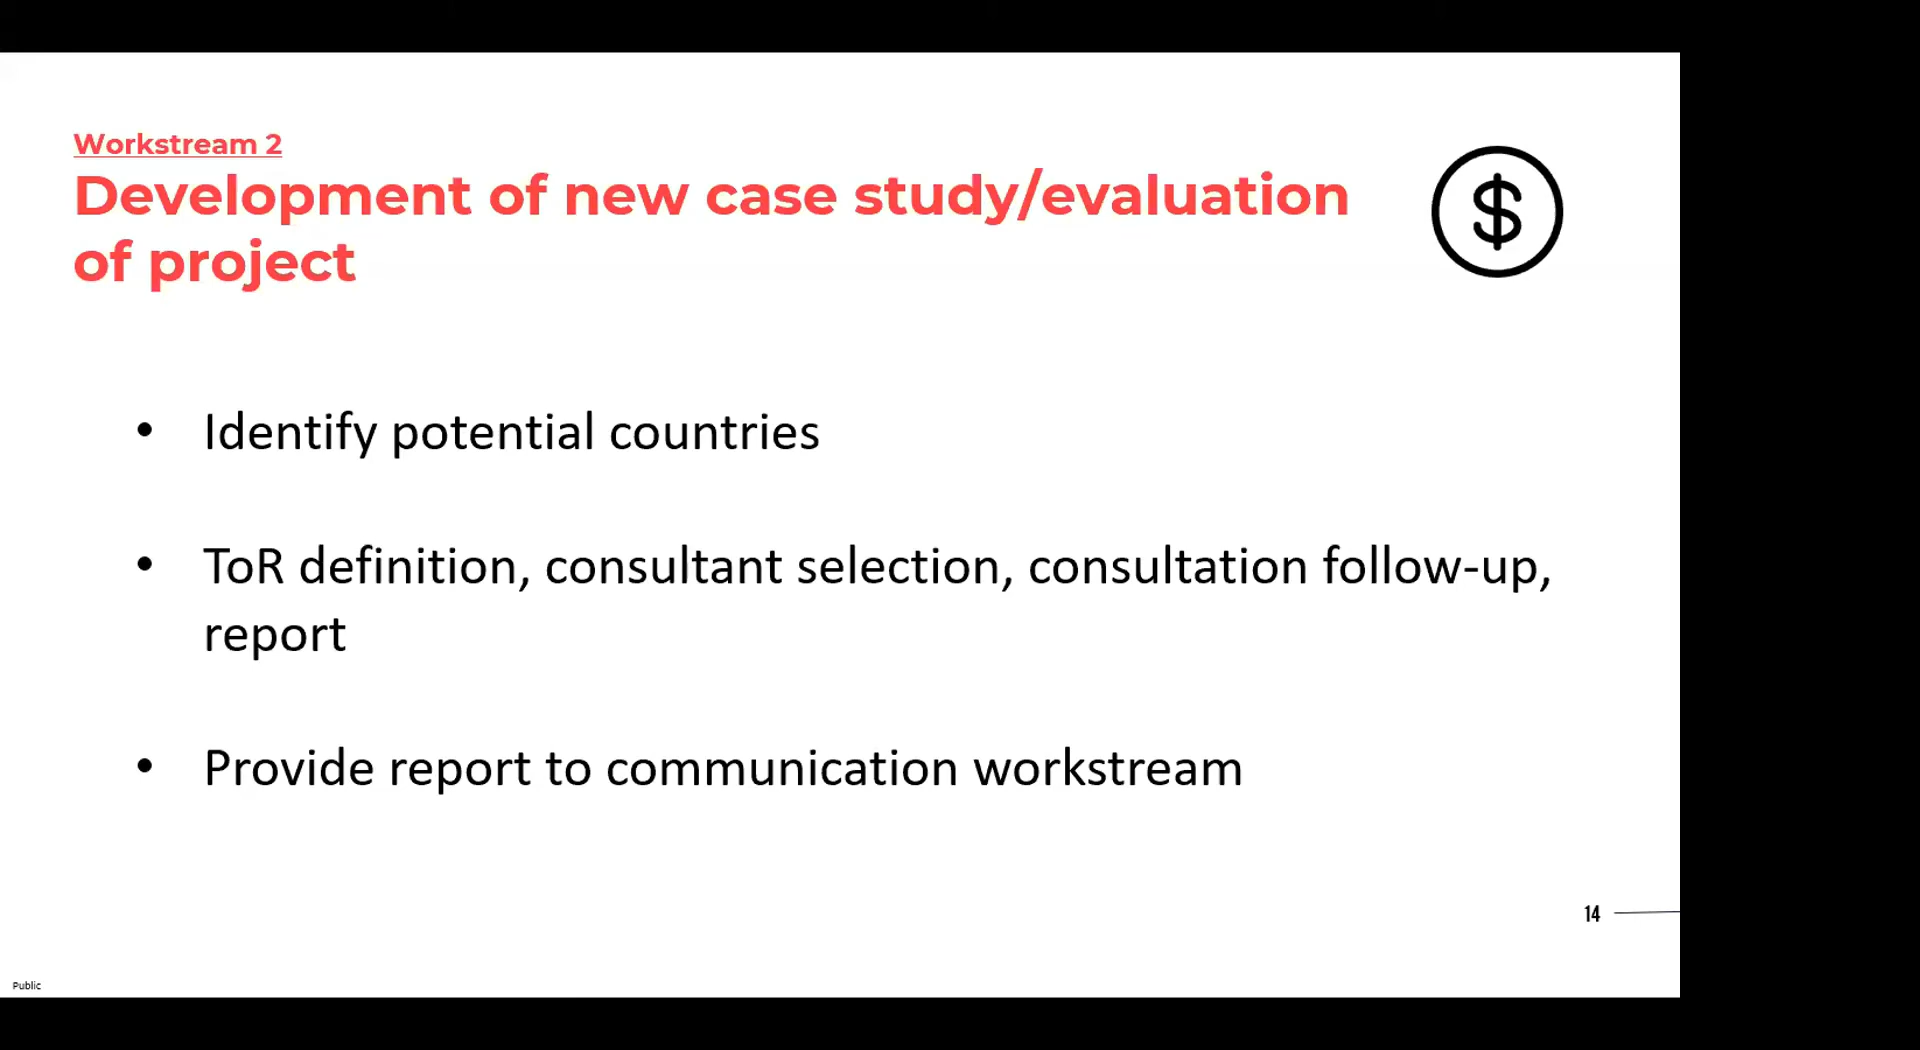 Workstream 2
Development of new case study/evaluation
of project
$
• Identify potential countries
• ToR definition, consultant selection, consultation follow-up,
report
• Provide report to communication workstream
14
Public